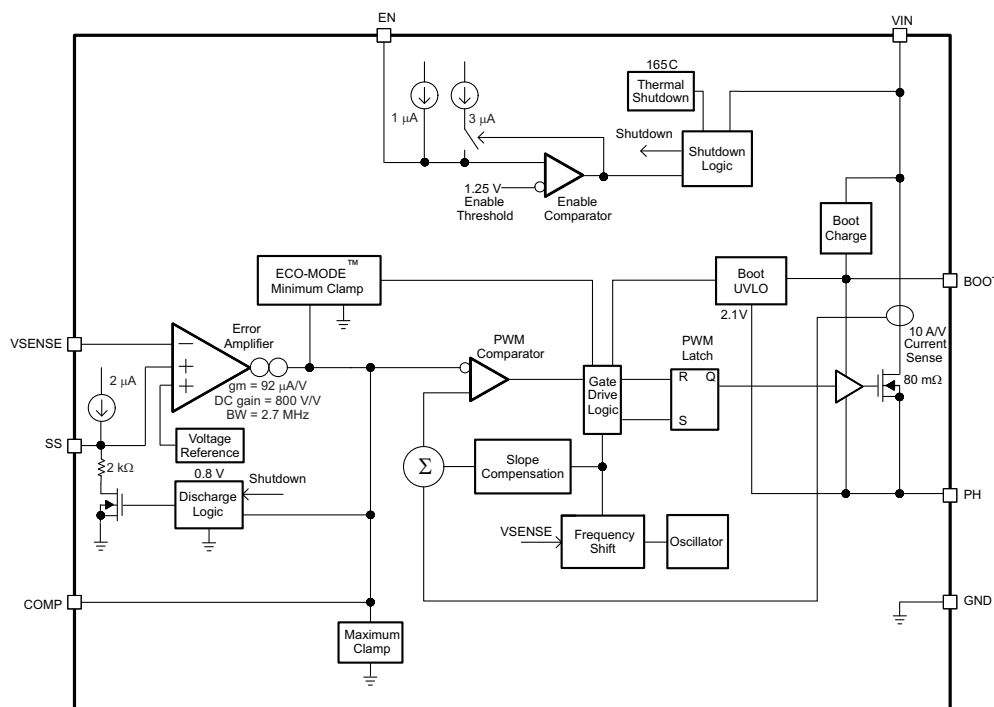 EN
VIN
165C
Thermal
Shutdown
1 μA
3 μA
Shutdown
Shutdown
Logic
1.25 V
Enable
Threshold
Enable
Comparator
Boot
Charge
ECO-MODE™
Minimum Clamp
Boot
UVLO
BOOT
2.1V
VSENSE
Error
Amplifier
PWM
Comparator
PWM
Latch
10 A/V
Current
Sense
gm = 92 μA/V
DC gain = 800 V/V
BW = 2.7 MHz
2 μA
Gate
Drive
Logic
R Q
S
80 mΩ
SS
Voltage
Reference
2 kΩ
0.8 V
Shutdown
Discharge
Logic
Σ
Slope
Compensation
PH
VSENSE
Frequency
Shift
Oscillator
COMP
GND
Maximum
Clamp